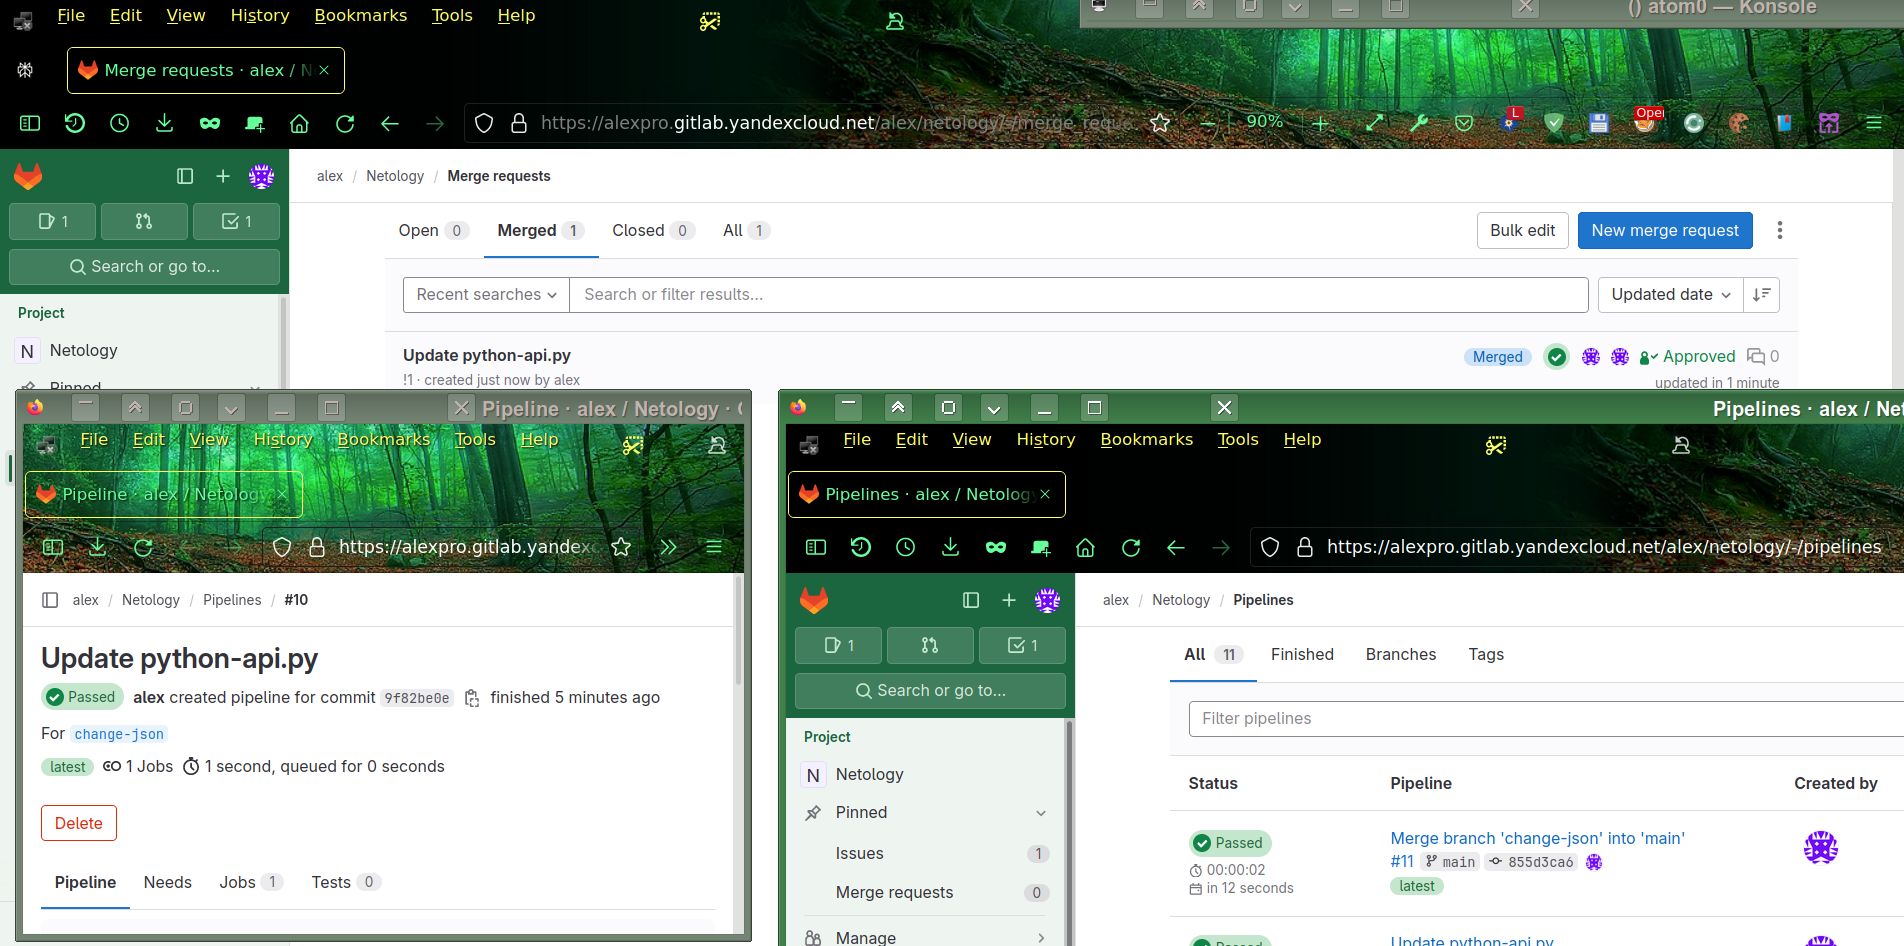 File Edit View History Bookmarks Tools Help
() atom0 — Konsole
Merge requests · alex / N
https://alexpro.gitlab.yandexcloud.net/alex/netology/-/merge_reque
90%
L
Oper
alex / Netology / Merge requests
1
1
Search or go to...
Open 0 Merged 1 Closed 0 All 1
Bulk edit New merge request
Recent searches Search or filter results... Updated date
Project
N Netology
Pinned
Update python-api.py
Merged Approved 0
!1 · created just now by alex
updated in 1 minute
Pipeline · alex / Netology ·
File Edit View History Bookmarks Tools Help
Pipeline · alex / Netology
https://alexpro.gitlab.yandexc
alex / Netology / Pipelines / #10
Update python-api.py
Passed alex created pipeline for commit 9f82be0e finished 5 minutes ago
For change-json
latest 1 Jobs 1 second, queued for 0 seconds
Delete
Pipeline Needs Jobs 1 Tests 0
Pipelines · alex / Net
File Edit View History Bookmarks Tools Help
Pipelines · alex / Netology
https://alexpro.gitlab.yandexcloud.net/alex/netology/-/pipelines
1
1
Search or go to...
Project
N Netology
Pinned
Issues 1
Merge requests 0
Manage
alex / Netology / Pipelines
All 11 Finished Branches Tags
Filter pipelines
Status Pipeline Created by
Passed
00:00:02
in 12 seconds
Merge branch 'change-json' into 'main'
#11 main 855d3ca6
latest
Passed
Update python-api.py